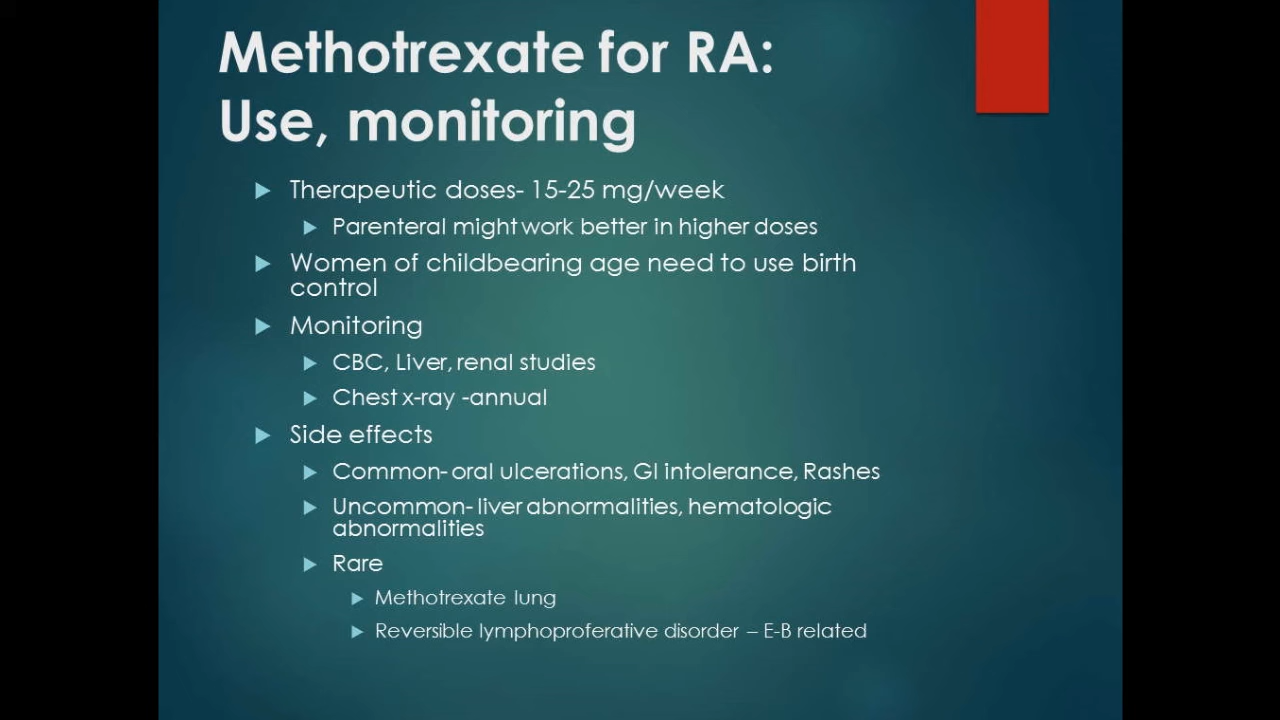 Methotrexate for RA:
Use, monitoring
Therapeutic doses- 15-25 mg/week
Parenteral might work better in higher doses
Women of childbearing age need to use birth
control
Monitoring
CBC, Liver, renal studies
Chest x-ray -annual
Side effects
Common- oral ulcerations, GI intolerance, Rashes
Uncommon- liver abnormalities, hematologic
abnormalities
Rare
Methotrexate lung
Reversible lymphoproferative disorder – E-B related